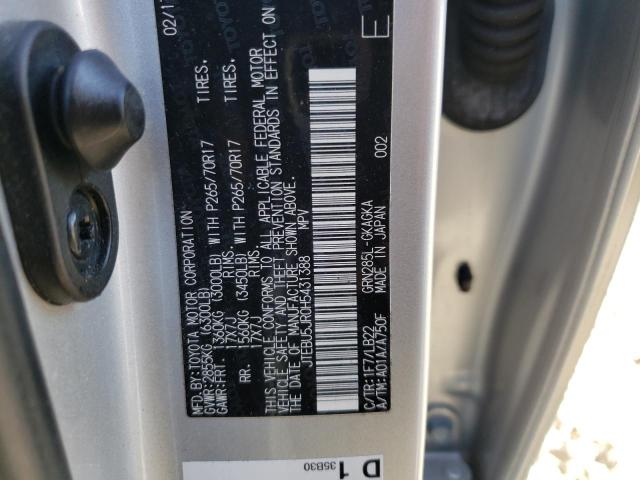 MFD.BY:TOYOTA MOTOR CORPORATION 02/1
GVWR:2855KG (6300LB)
GAWR:FRT. 1360KG (3000LB) WITH P265/70R17 TIRES.
17X7J RIMS.
RR. 1560KG (3450LB) WITH P265/70R17 TIRES.
17X7J RIMS.
THIS VEHICLE CONFORMS TO ALL APPLICABLE FEDERAL MOTOR
VEHICLE SAFETY AND THEFT PREVENTION STANDARDS IN EFFECT ON
THE DATE OF MANUFACTURE SHOWN ABOVE.
JTEBU5JR0H5431388 MPV
002
E
C/TR:1F7/LB22 GRN285L-GKAGKA
A/TM:A01A/A750F MADE IN JAPAN
D 1
35B30